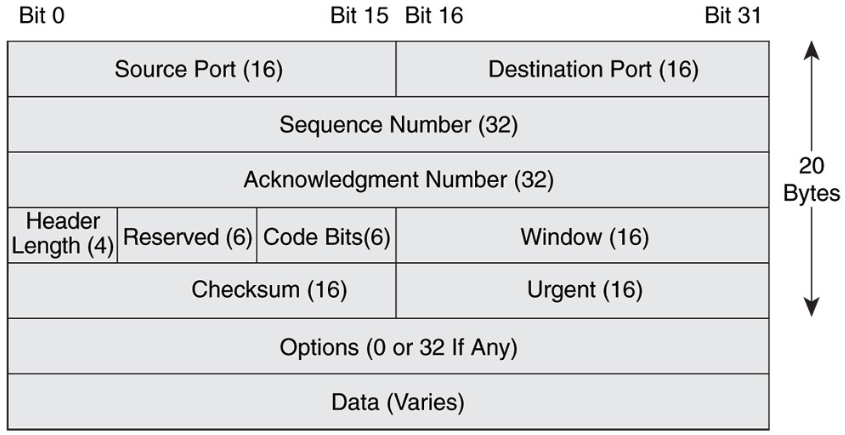 Bit 0 Bit 15 Bit 16 Bit 31
Source Port (16) Destination Port (16)
Sequence Number (32)
Acknowledgment Number (32)
20
Bytes
Header
Length (4) Reserved (6) Code Bits(6) Window (16)
Checksum (16) Urgent (16)
Options (0 or 32 If Any)
Data (Varies)